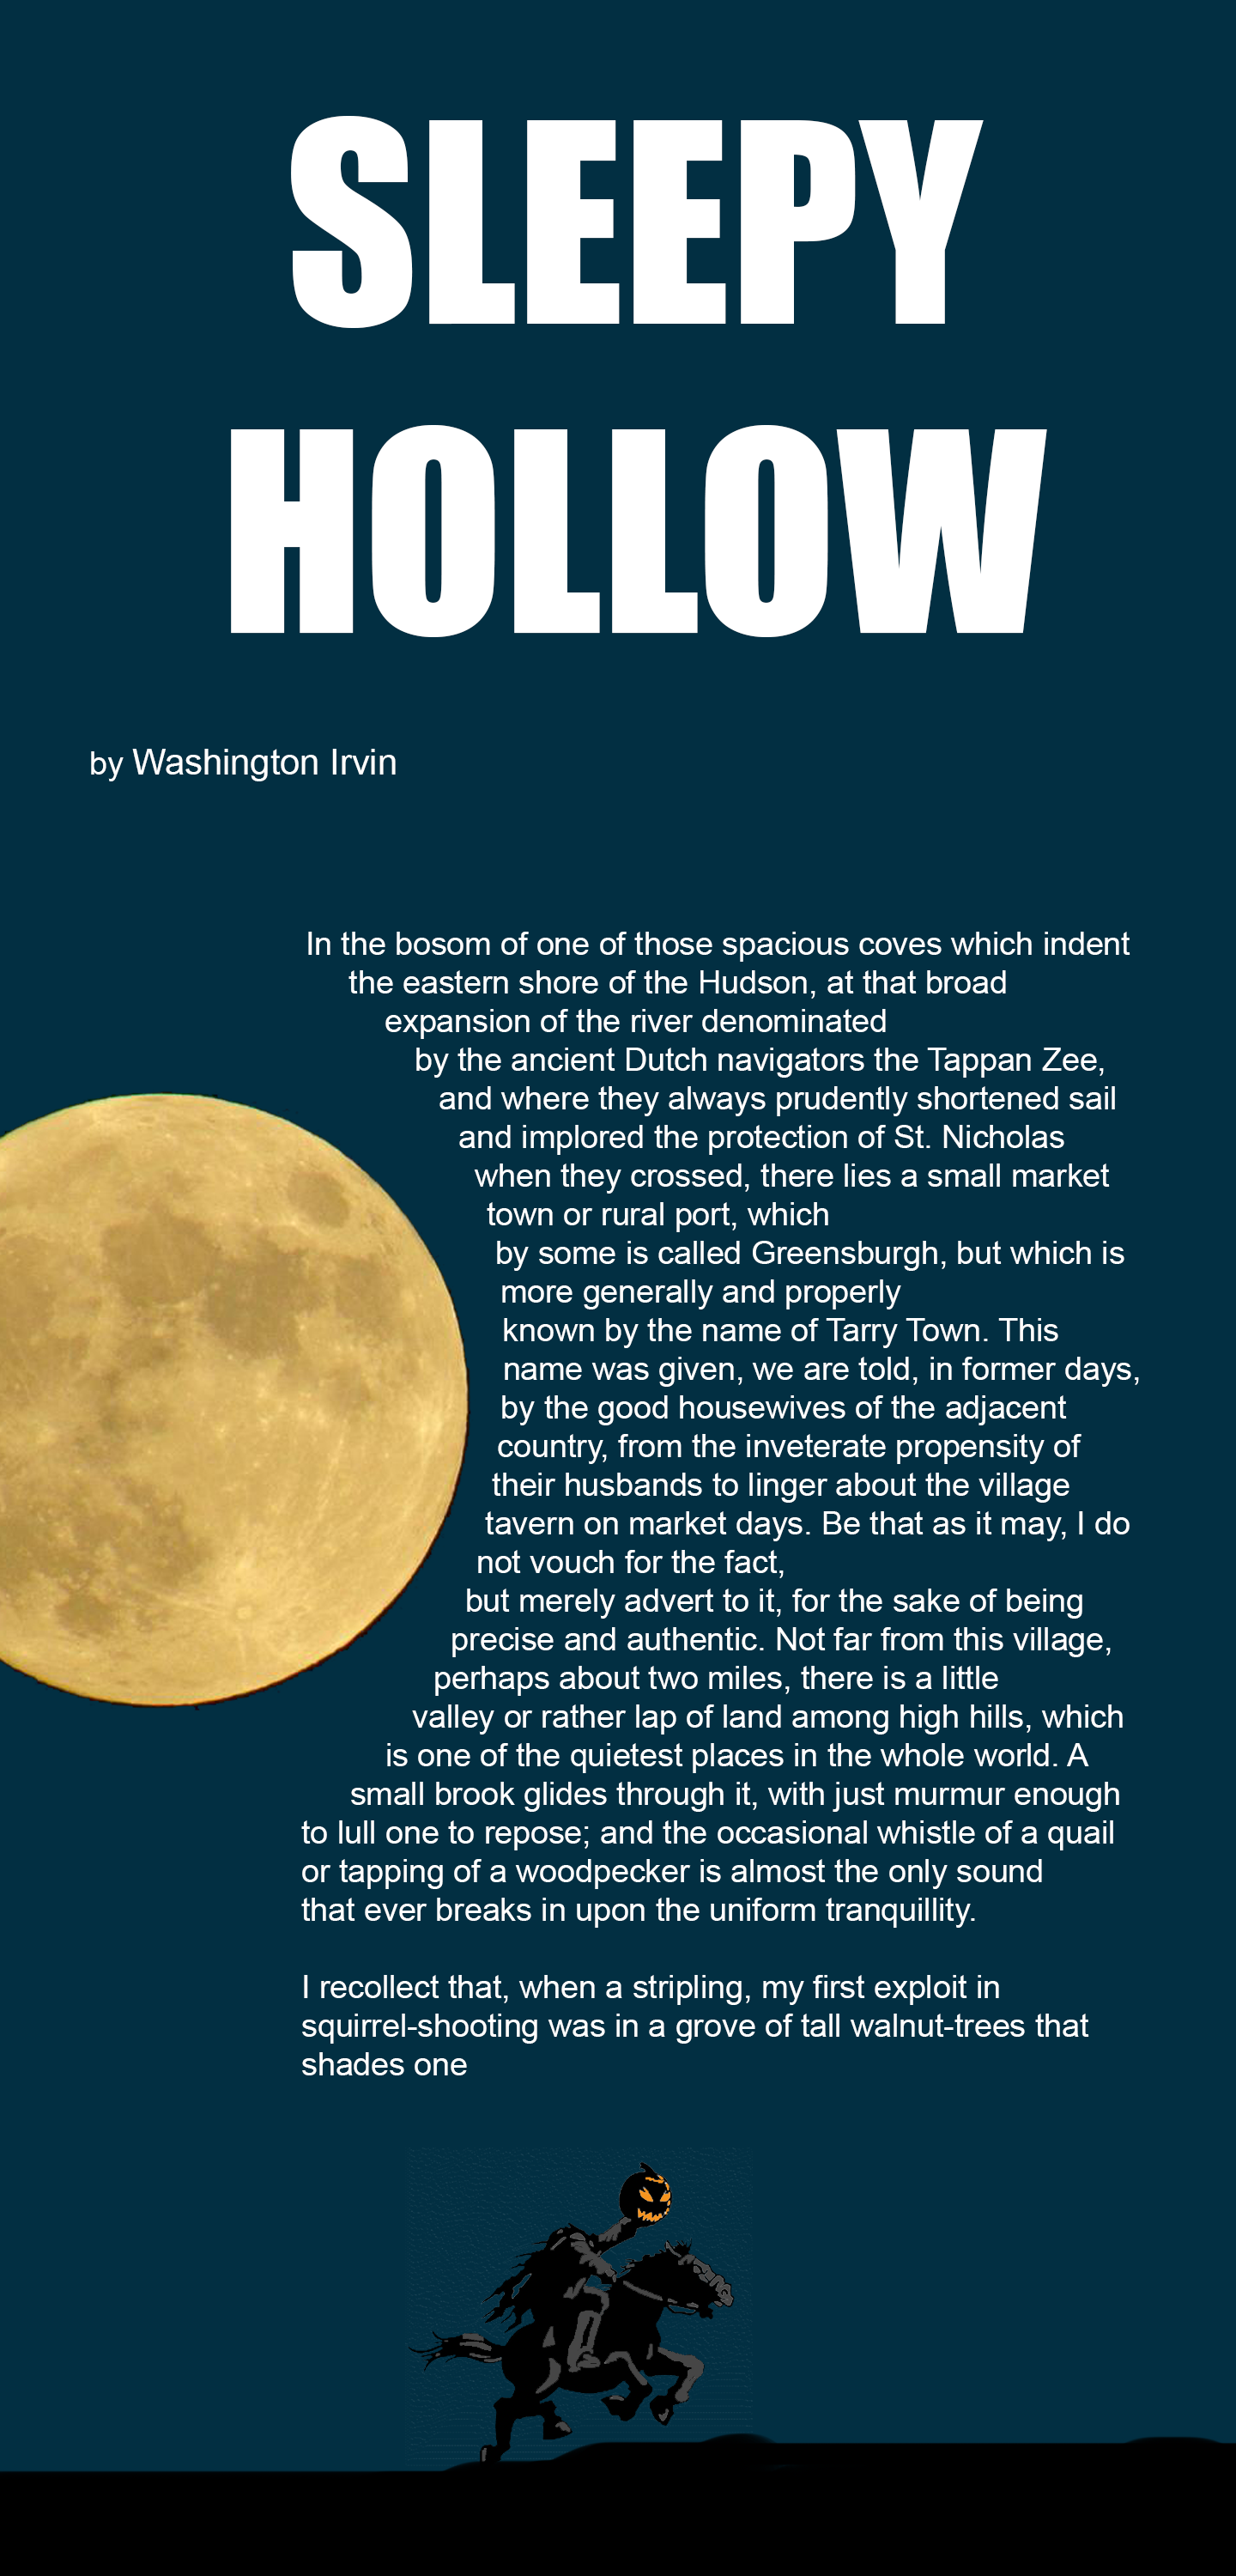 SLEEPY
HOLLOW
by Washington Irvin
In the bosom of one of those spacious coves which indent
the eastern shore of the Hudson, at that broad
expansion of the river denominated
by the ancient Dutch navigators the Tappan Zee,
and where they always prudently shortened sail
and implored the protection of St. Nicholas
when they crossed, there lies a small market
town or rural port, which
by some is called Greensburgh, but which is
more generally and properly
known by the name of Tarry Town. This
name was given, we are told, in former days,
by the good housewives of the adjacent
country, from the inveterate propensity of
their husbands to linger about the village
tavern on market days. Be that as it may, I do
not vouch for the fact,
but merely advert to it, for the sake of being
precise and authentic. Not far from this village,
perhaps about two miles, there is a little
valley or rather lap of land among high hills, which
is one of the quietest places in the whole world. A
small brook glides through it, with just murmur enough
to lull one to repose; and the occasional whistle of a quail
or tapping of a woodpecker is almost the only sound
that ever breaks in upon the uniform tranquillity.
I recollect that, when a stripling, my first exploit in
squirrel-shooting was in a grove of tall walnut-trees that
shades one